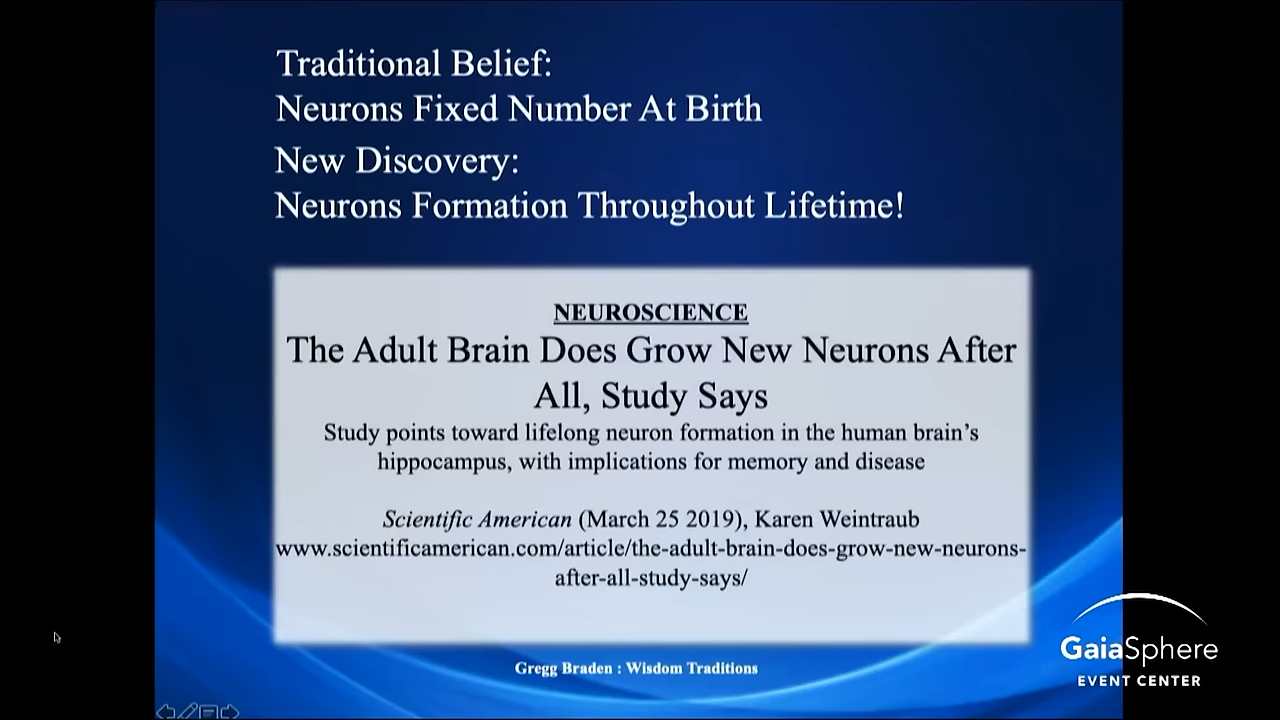 Traditional Belief:
Neurons Fixed Number At Birth
New Discovery:
Neurons Formation Throughout Lifetime!
NEUROSCIENCE
The Adult Brain Does Grow New Neurons After
All, Study Says
Study points toward lifelong neuron formation in the human brain’s
hippocampus, with implications for memory and disease
Scientific American (March 25 2019), Karen Weintraub
www.scientificamerican.com/article/the-adult-brain-does-grow-new-neurons-
after-all-study-says/
Gregg Braden : Wisdom Traditions
GaiaSphere
EVENT CENTER